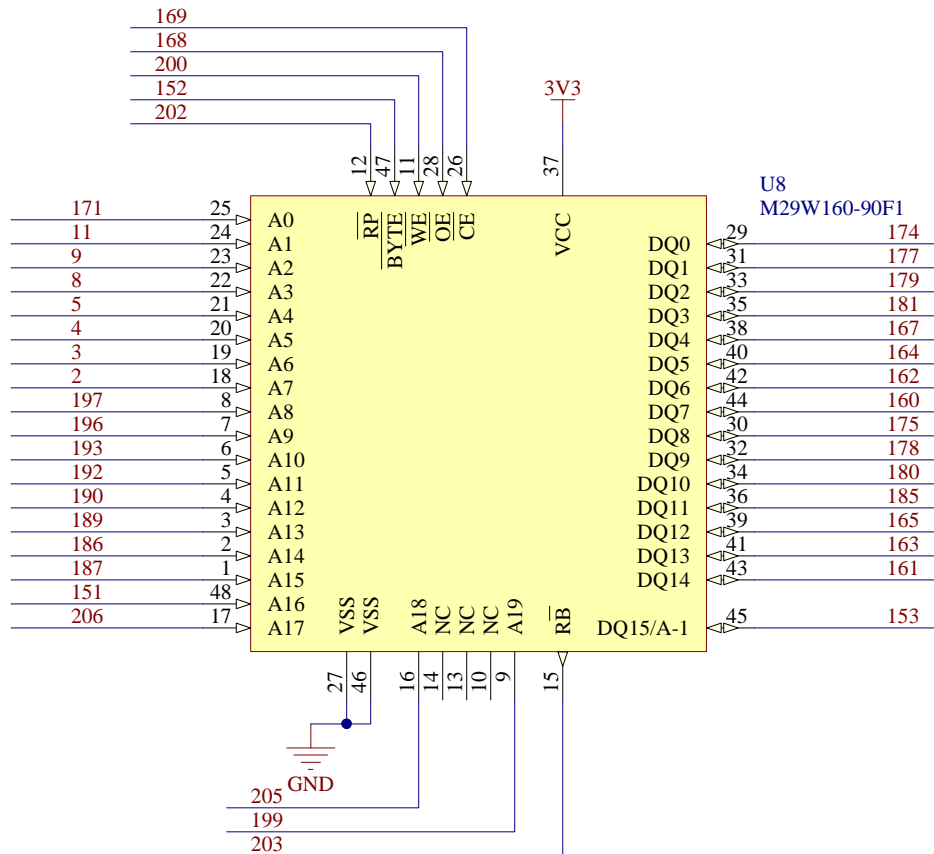 169
168
200
152
202
3V3
12
47
11
28
26
37
U8
M29W160-90F1
RP
BYTE
WE
OE
CE
VCC
171 25 A0
11 24 A1
9 23 A2
8 22 A3
5 21 A4
4 20 A5
3 19 A6
2 18 A7
197 8 A8
196 7 A9
193 6 A10
192 5 A11
190 4 A12
189 3 A13
186 2 A14
187 1 A15
151 48 A16
206 17 A17
DQ0 29 174
DQ1 31 177
DQ2 33 179
DQ3 35 181
DQ4 38 167
DQ5 40 164
DQ6 42 162
DQ7 44 160
DQ8 30 175
DQ9 32 178
DQ10 34 180
DQ11 36 185
DQ12 39 165
DQ13 41 163
DQ14 43 161
DQ15/A-1 45 153
VSS
VSS
A18
NC
NC
NC
A19
RB
27
46
16
14
13
10
9
15
GND
205
199
203